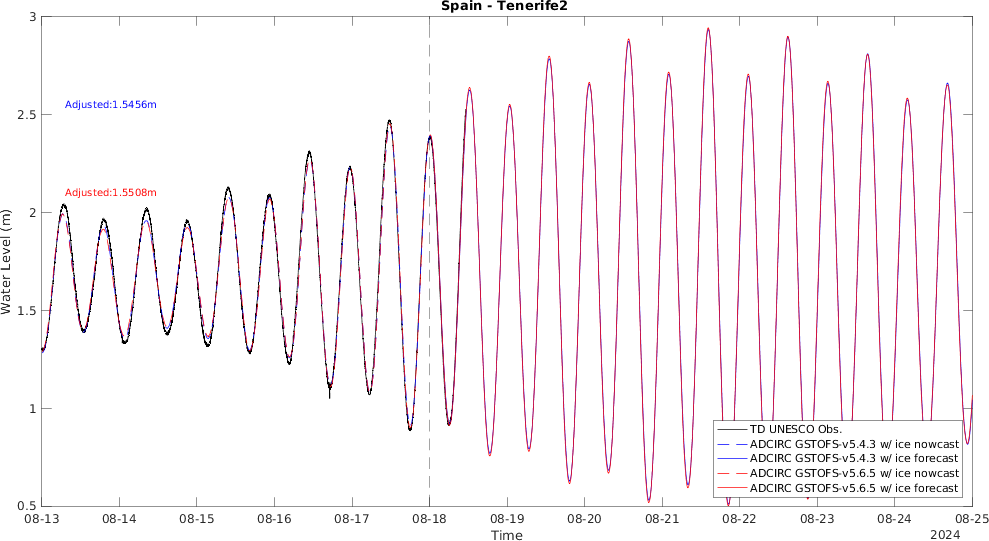 Spain - Tenerife2
3
2.5
2
1.5
1
0.5
Water Level (m)
Adjusted:1.5456m
Adjusted:1.5508m
TD UNESCO Obs.
ADCIRC GSTOFS-v5.4.3 w/ ice nowcast
ADCIRC GSTOFS-v5.4.3 w/ ice forecast
ADCIRC GSTOFS-v5.6.5 w/ ice nowcast
ADCIRC GSTOFS-v5.6.5 w/ ice forecast
08-13 08-14 08-15 08-16 08-17 08-18 08-19 08-20 08-21 08-22 08-23 08-24 08-25
Time
2024